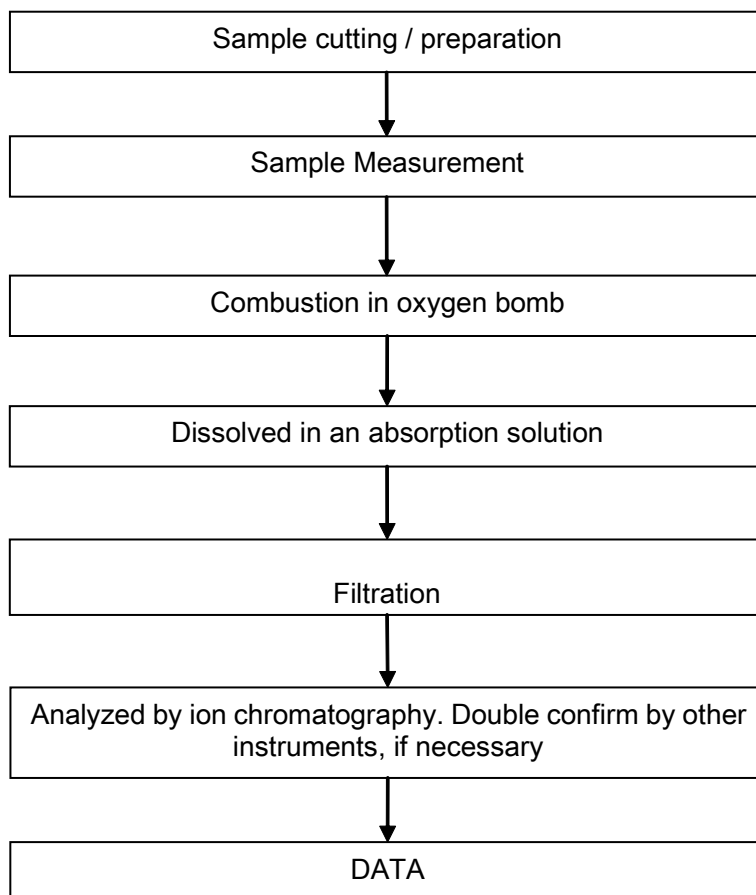 Sample cutting / preparation
Sample Measurement
Combustion in oxygen bomb
Dissolved in an absorption solution
Filtration
Analyzed by ion chromatography. Double confirm by other
instruments, if necessary
DATA